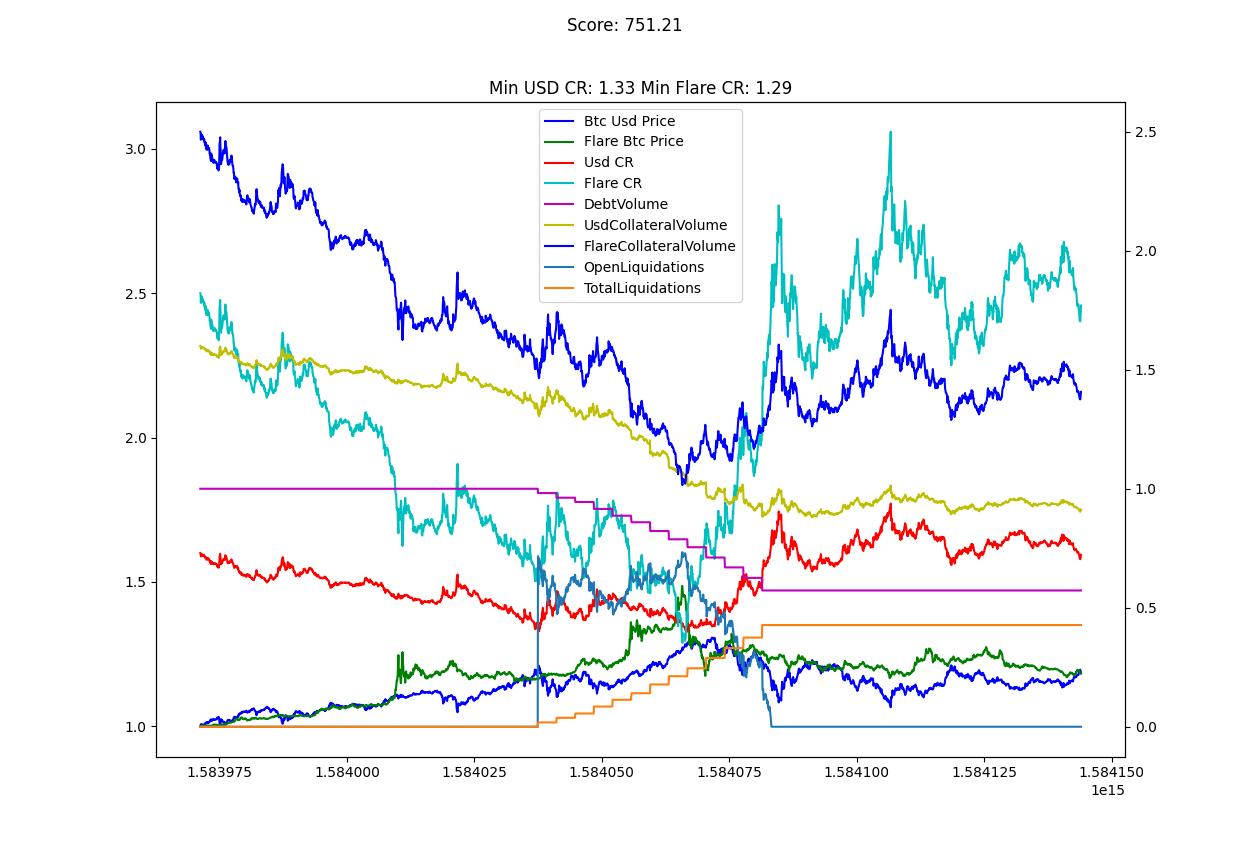 Score: 751.21
Min USD CR: 1.33 Min Flare CR: 1.29
Btc Usd Price
Flare Btc Price
Usd CR
Flare CR
DebtVolume
UsdCollateralVolume
FlareCollateralVolume
OpenLiquidations
TotalLiquidations
3.0
2.5
2.0
1.5
1.0
2.5
2.0
1.5
1.0
0.5
0.0
1.583975 1.584000 1.584025 1.584050 1.584075 1.584100 1.584125 1.584150
1e15